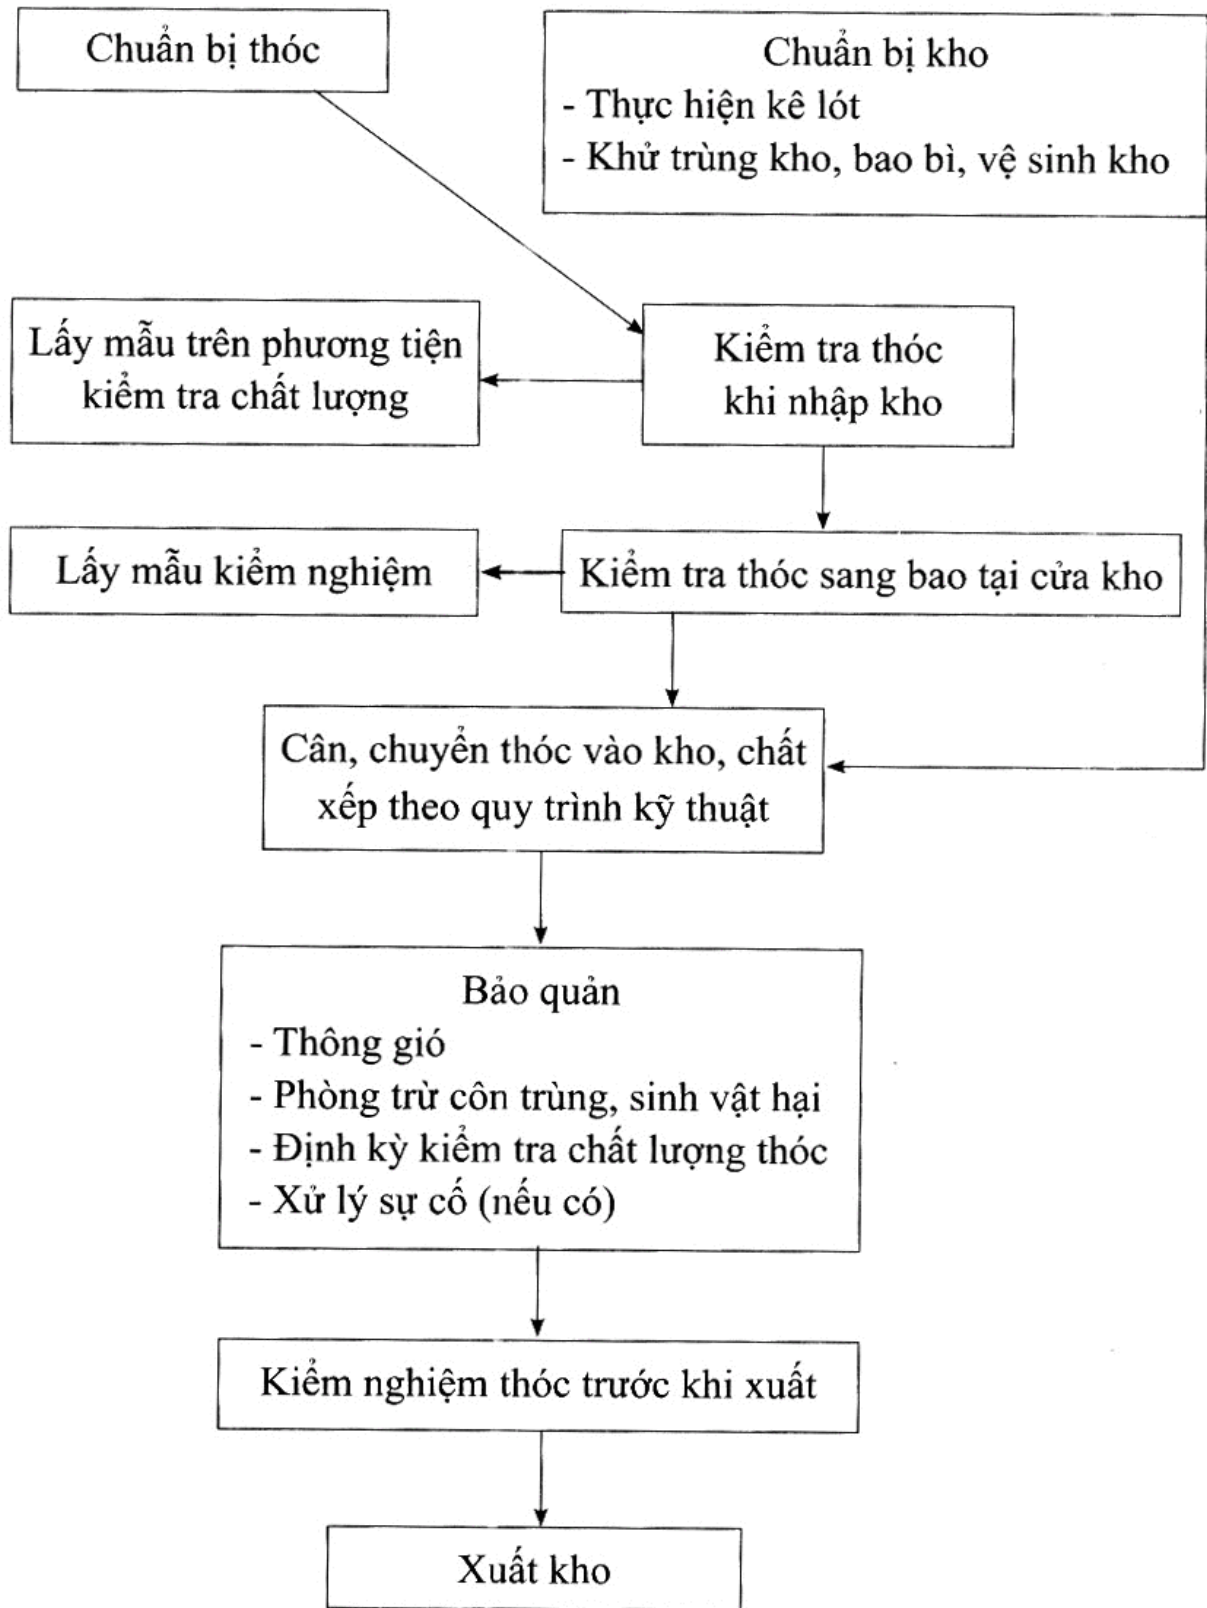 Chuẩn bị thóc
Chuẩn bị kho
- Thực hiện kê lót
- Khử trùng kho, bao bì, vệ sinh kho
Lấy mẫu trên phương tiện
kiểm tra chất lượng
Kiểm tra thóc
khi nhập kho
Lấy mẫu kiểm nghiệm
Kiểm tra thóc sang bao tại cửa kho
Cân, chuyển thóc vào kho, chất
xếp theo quy trình kỹ thuật
Bảo quản
- Thông gió
- Phòng trừ côn trùng, sinh vật hại
- Định kỳ kiểm tra chất lượng thóc
- Xử lý sự cố (nếu có)
Kiểm nghiệm thóc trước khi xuất
Xuất kho